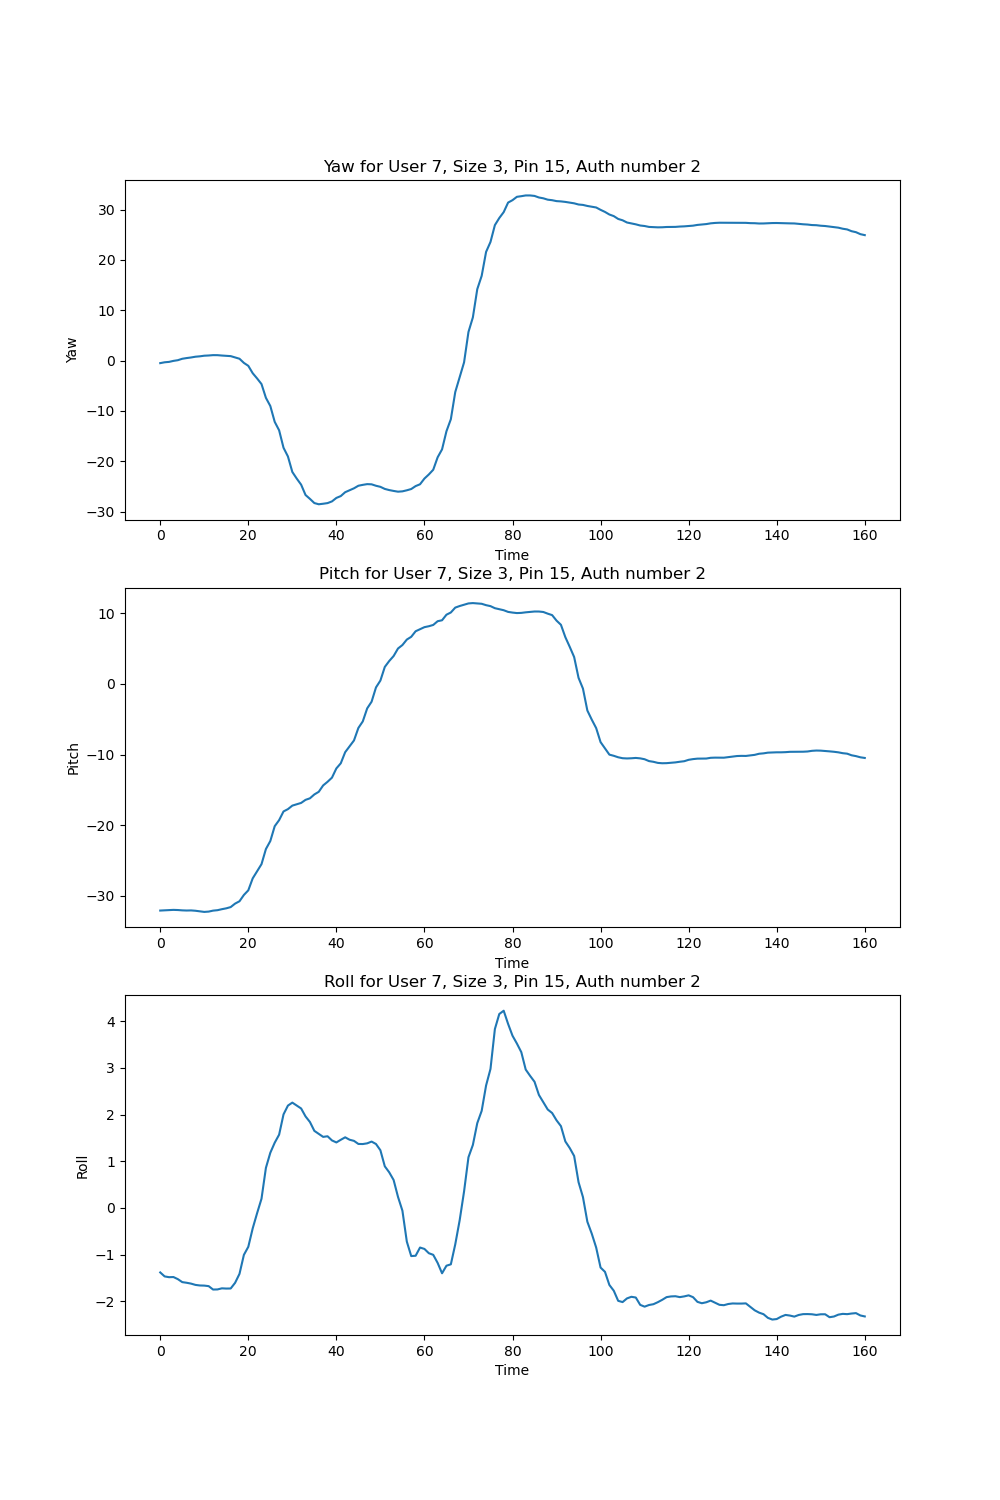 Yaw for User 7, Size 3, Pin 15, Auth number 2
30
20
10
0
−10
−20
−30
Yaw
0 20 40 60 80 100 120 140 160
Time
Pitch for User 7, Size 3, Pin 15, Auth number 2
10
0
−10
−20
−30
Pitch
0 20 40 60 80 100 120 140 160
Time
Roll for User 7, Size 3, Pin 15, Auth number 2
4
3
2
1
0
−1
−2
Roll
0 20 40 60 80 100 120 140 160
Time